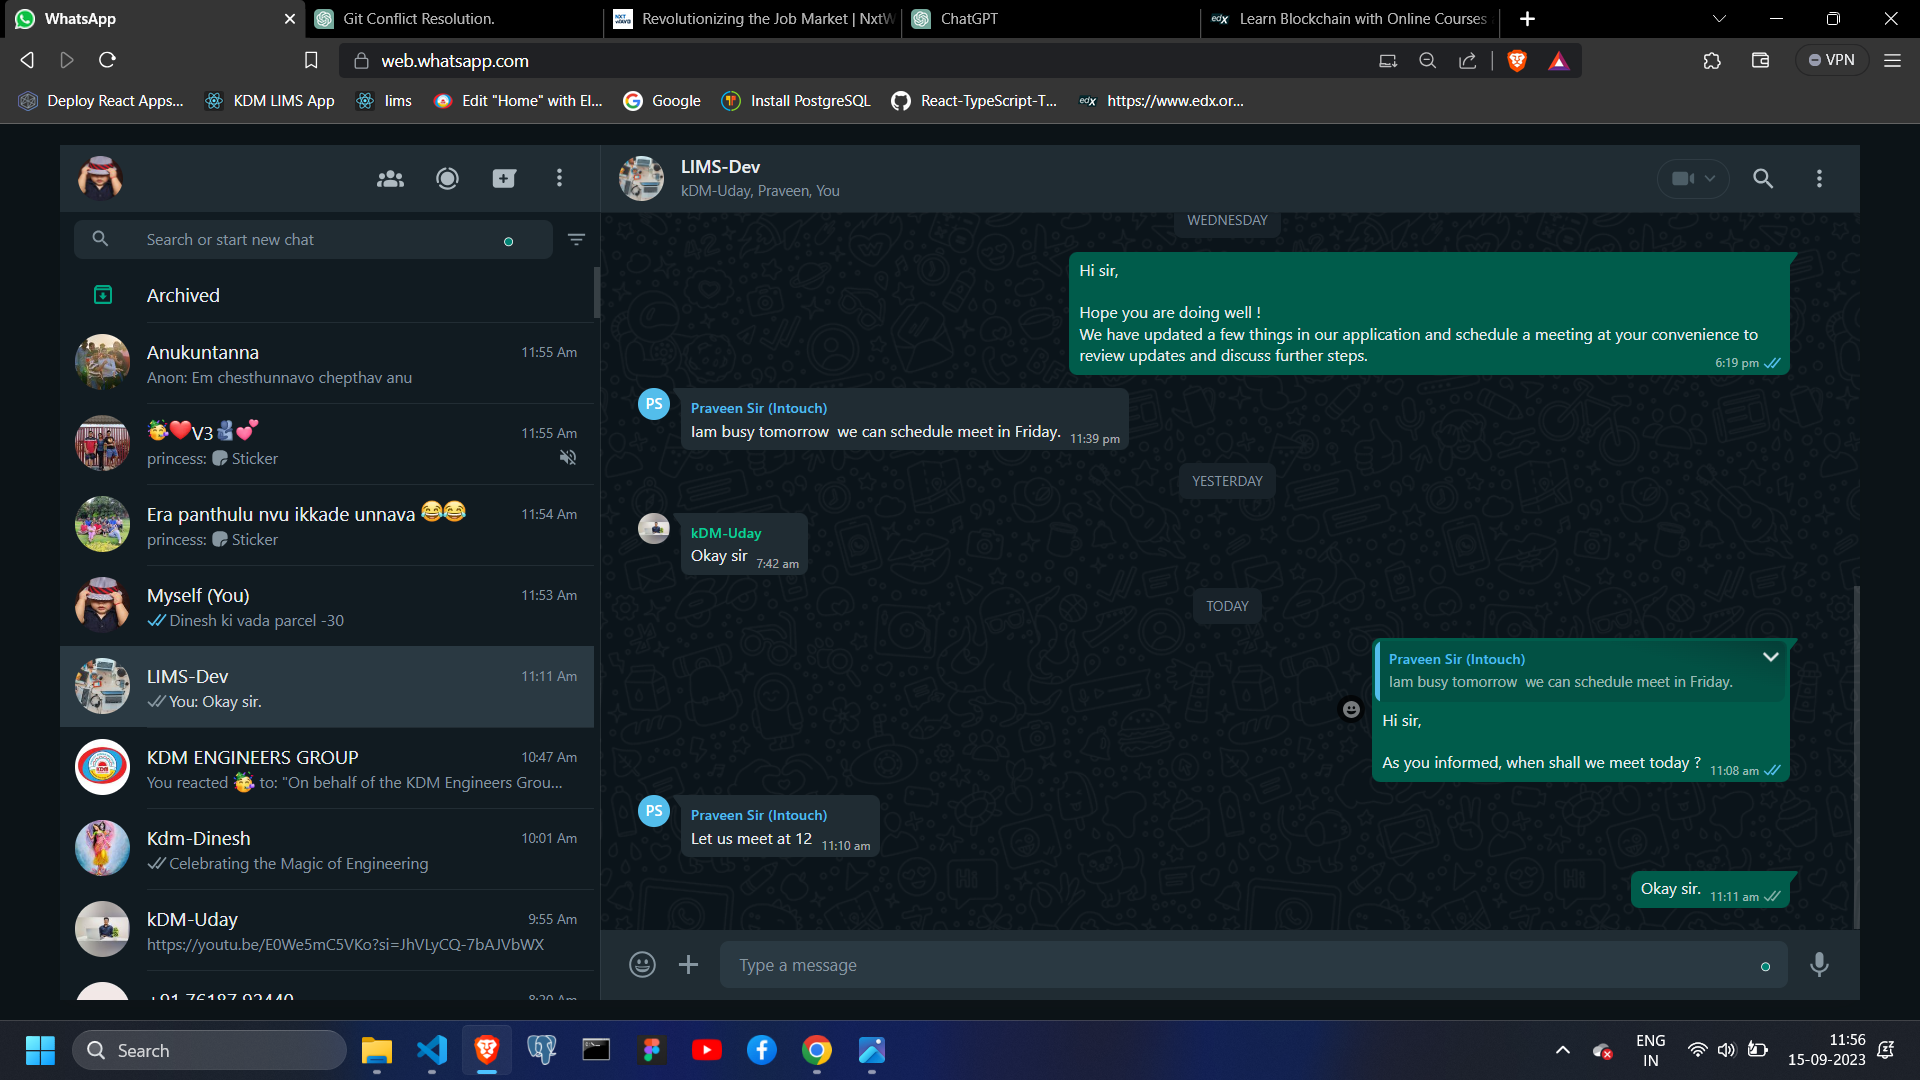 WhatsApp
Git Conflict Resolution.
Revolutionizing the Job Market | NxtW
ChatGPT
Learn Blockchain with Online Courses
web.whatsapp.com
VPN
Deploy React Apps...
KDM LIMS App
lims
Edit "Home" with El...
Google
Install PostgreSQL
React-TypeScript-T...
https://www.edx.or...
Search or start new chat
Archived
Anukuntanna
11:55 Am
Anon: Em chesthunnavo chepthav anu
🥳❤️V3🫂💕
11:55 Am
princess: Sticker
Era panthulu nvu ikkade unnava 😂😂
11:54 Am
princess: Sticker
Myself (You)
11:53 Am
Dinesh ki vada parcel -30
LIMS-Dev
11:11 Am
You: Okay sir.
KDM ENGINEERS GROUP
10:47 Am
You reacted 🥳 to: "On behalf of the KDM Engineers Grou...
Kdm-Dinesh
10:01 Am
Celebrating the Magic of Engineering
kDM-Uday
9:55 Am
https://youtu.be/E0We5mC5VKo?si=JhVLyCQ-7bAJVbWX
+91 76187 92440
8:20 Am
LIMS-Dev
kDM-Uday, Praveen, You
WEDNESDAY
Hi sir,
Hope you are doing well !
We have updated a few things in our application and schedule a meeting at your convenience to
review updates and discuss further steps.
6:19 pm
PS
Praveen Sir (Intouch)
Iam busy tomorrow  we can schedule meet in Friday.
11:39 pm
YESTERDAY
kDM-Uday
Okay sir
7:42 am
TODAY
Praveen Sir (Intouch)
Iam busy tomorrow  we can schedule meet in Friday.
Hi sir,
As you informed, when shall we meet today ?
11:08 am
PS
Praveen Sir (Intouch)
Let us meet at 12
11:10 am
Okay sir.
11:11 am
Type a message
Search
ENG
IN
11:56
15-09-2023